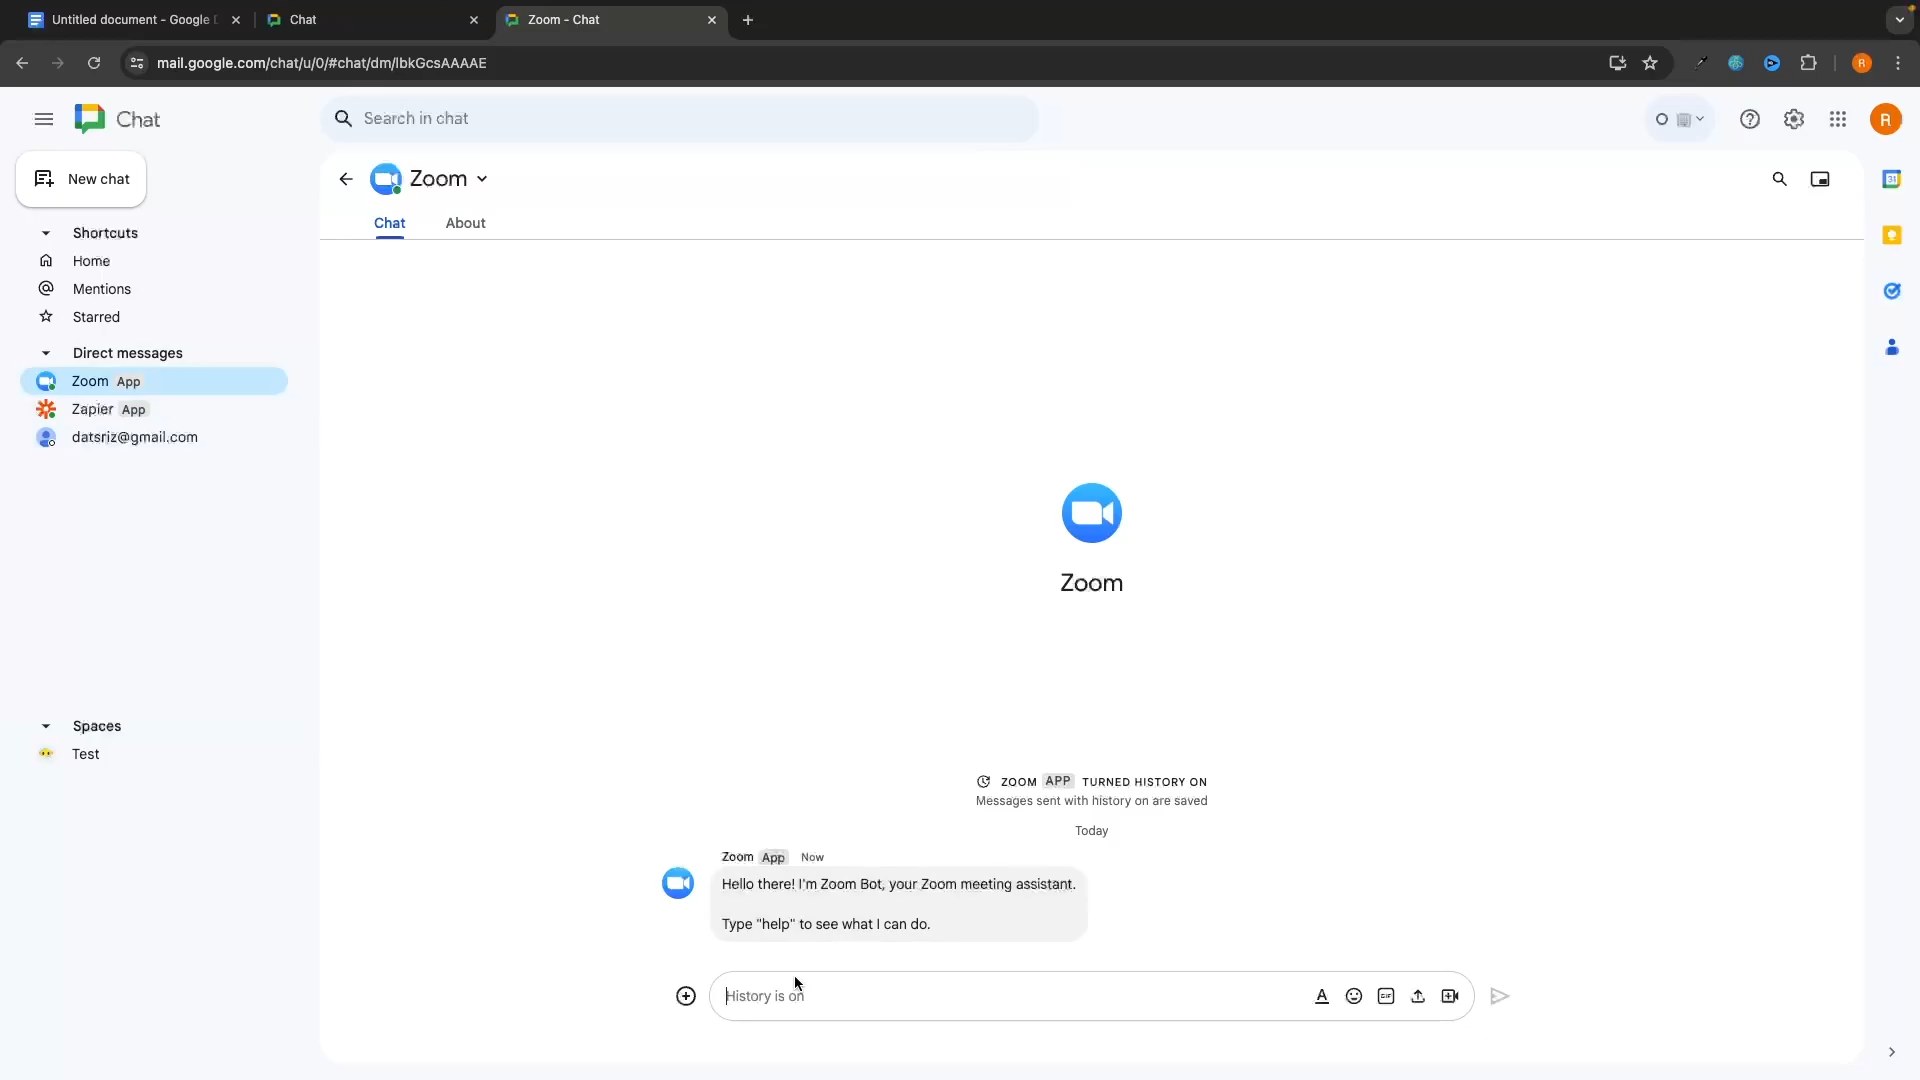 Untitled document - Google D
Chat
Zoom - Chat
mail.google.com/chat/u/0/#chat/dm/lbkGcsAAAAE
R
Chat
Search in chat
R
New chat
Zoom
Chat
About
Shortcuts
Home
Mentions
Starred
Direct messages
Zoom App
Zapier App
datsriz@gmail.com
Spaces
Test
31
Zoom
ZOOM APP TURNED HISTORY ON
Messages sent with history on are saved
Today
Zoom App Now
Hello there! I'm Zoom Bot, your Zoom meeting assistant.
Type "help" to see what I can do.
History is on
GIF